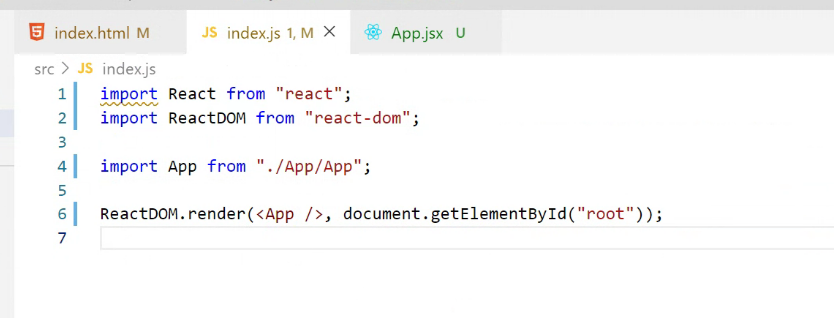 index.html M
JS index.js 1, M
App.jsx U
src > JS index.js
1 import React from "react";
2 import ReactDOM from "react-dom";
3
4 import App from "./App/App";
5
6 ReactDOM.render(<App />, document.getElementById("root"));
7